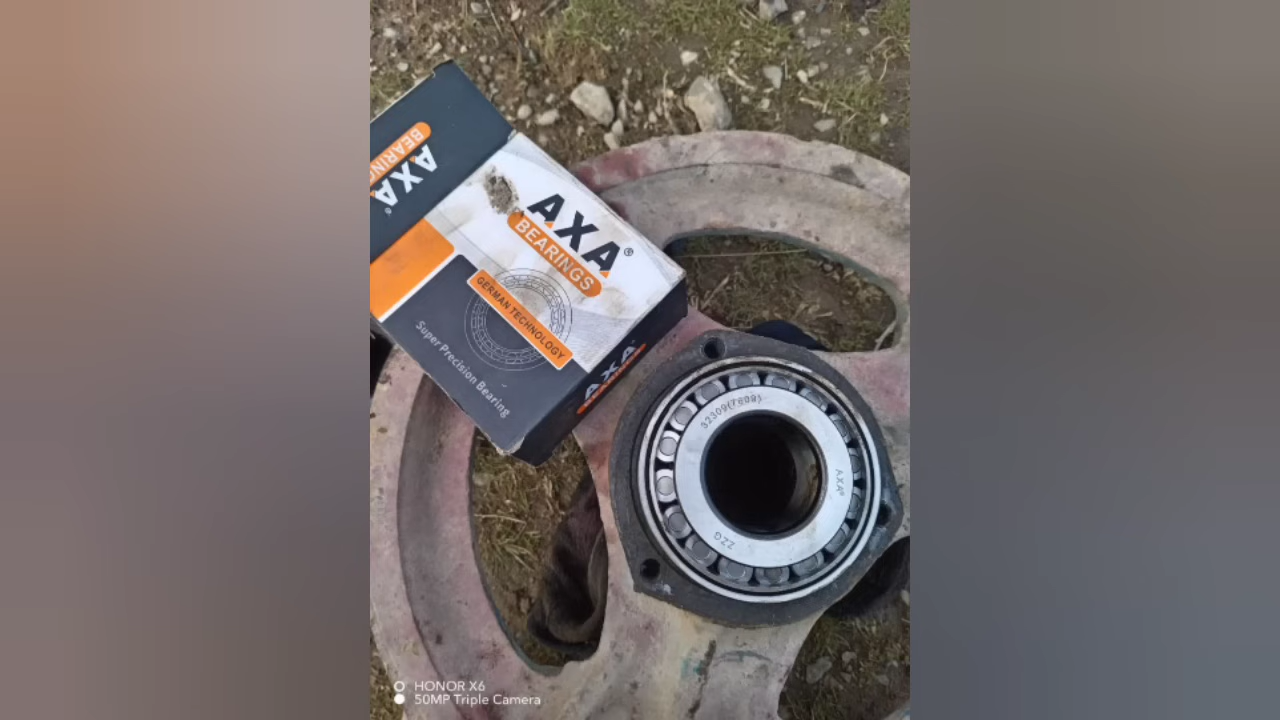 AXA
BEARINGS
AXA®
BEARINGS
GERMAN TECHNOLOGY
Super Precision Bearing
AXA
BEARINGS
32309(7609)
AXA®
ZZG
HONOR X6
50MP Triple Camera